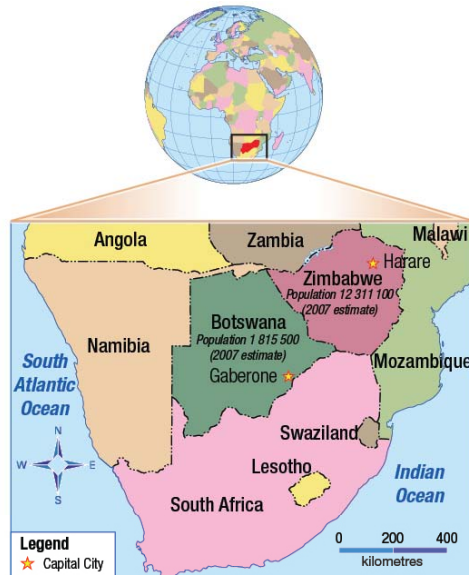 Angola
Zambia
Malawi
Harare
Zimbabwe
Population 12 311 100
(2007 estimate)
Botswana
Population 1 815 500
(2007 estimate)
Namibia
Gaberone
Mozambique
South
Atlantic
Ocean
N
W E
S
Swaziland
Lesotho
South Africa
Indian
Ocean
Legend
Capital City
0 200 400
kilometres